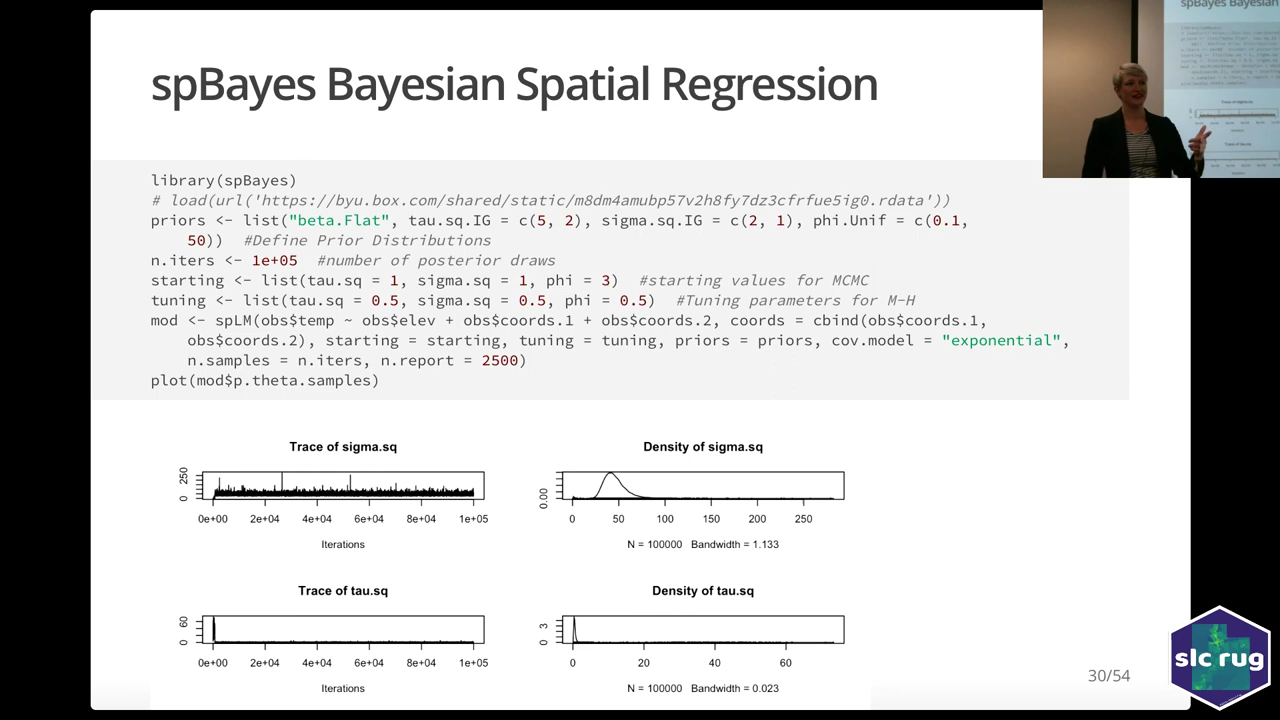 spBayes Bayesian Spatial Regression
library(spBayes)
# load(url('https://byu.box.com/shared/static/m8dm4amubp57v2h8fy7dz3cfrfue5ig0.rdata'))
priors <- list("beta.Flat", tau.sq.IG = c(5, 2), sigma.sq.IG = c(2, 1), phi.Unif = c(0.1,
50)) #Define Prior Distributions
n.iters <- 1e+05 #number of posterior draws
starting <- list(tau.sq = 1, sigma.sq = 1, phi = 3) #starting values for MCMC
tuning <- list(tau.sq = 0.5, sigma.sq = 0.5, phi = 0.5) #Tuning parameters for M-H
mod <- spLM(obs$temp ~ obs$elev + obs$coords.1 + obs$coords.2, coords = cbind(obs$coords.1,
obs$coords.2), starting = starting, tuning = tuning, priors = priors, cov.model = "exponential",
n.samples = n.iters, n.report = 2500)
plot(mod$p.theta.samples)
Trace of sigma.sq
250
0
0e+00 2e+04 4e+04 6e+04 8e+04 1e+05
Iterations
Density of sigma.sq
0.00
0 50 100 150 200 250
N = 100000 Bandwidth = 1.133
Trace of tau.sq
60
0
0e+00 2e+04 4e+04 6e+04 8e+04 1e+05
Iterations
Density of tau.sq
3
0
0 20 40 60
N = 100000 Bandwidth = 0.023
30/54
slc rug
spBayes Bayesian
Trace of sigma.sq
Trace of tau.sq